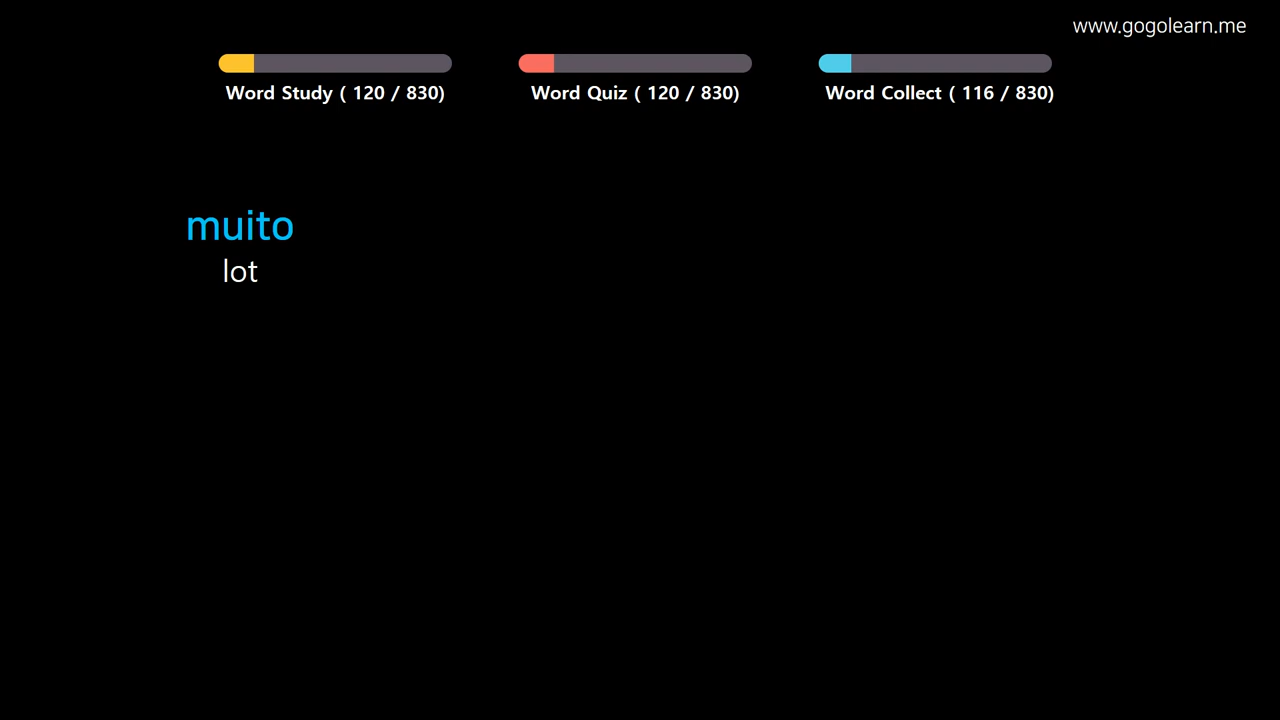 www.gogolearn.me
Word Study ( 120 / 830)
Word Quiz ( 120 / 830)
Word Collect ( 116 / 830)
muito
lot